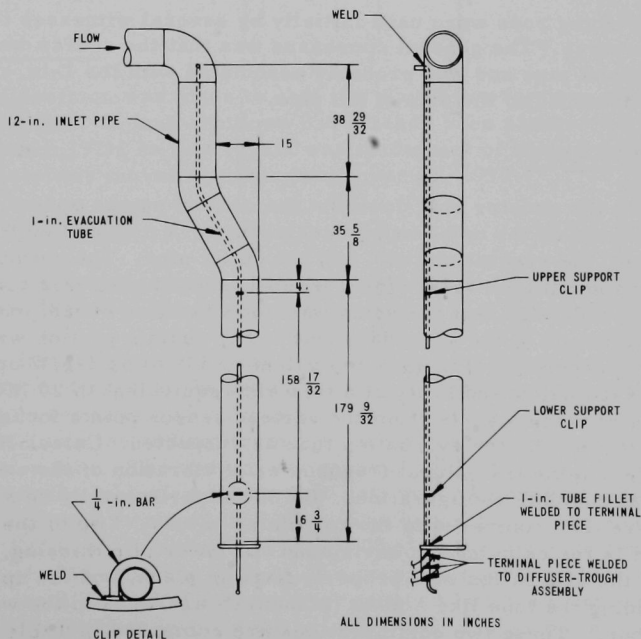 FLOW
WELD
12-in. INLET PIPE
38 29/32
15
1-in. EVACUATION
TUBE
35 5/8
4
UPPER SUPPORT
CLIP
158 17/32
179 9/32
LOWER SUPPORT
CLIP
1/4 -in. BAR
16 3/4
1-in. TUBE FILLET
WELDED TO TERMINAL
PIECE
WELD
TERMINAL PIECE WELDED
TO DIFFUSER-TROUGH
ASSEMBLY
CLIP DETAIL
ALL DIMENSIONS IN INCHES